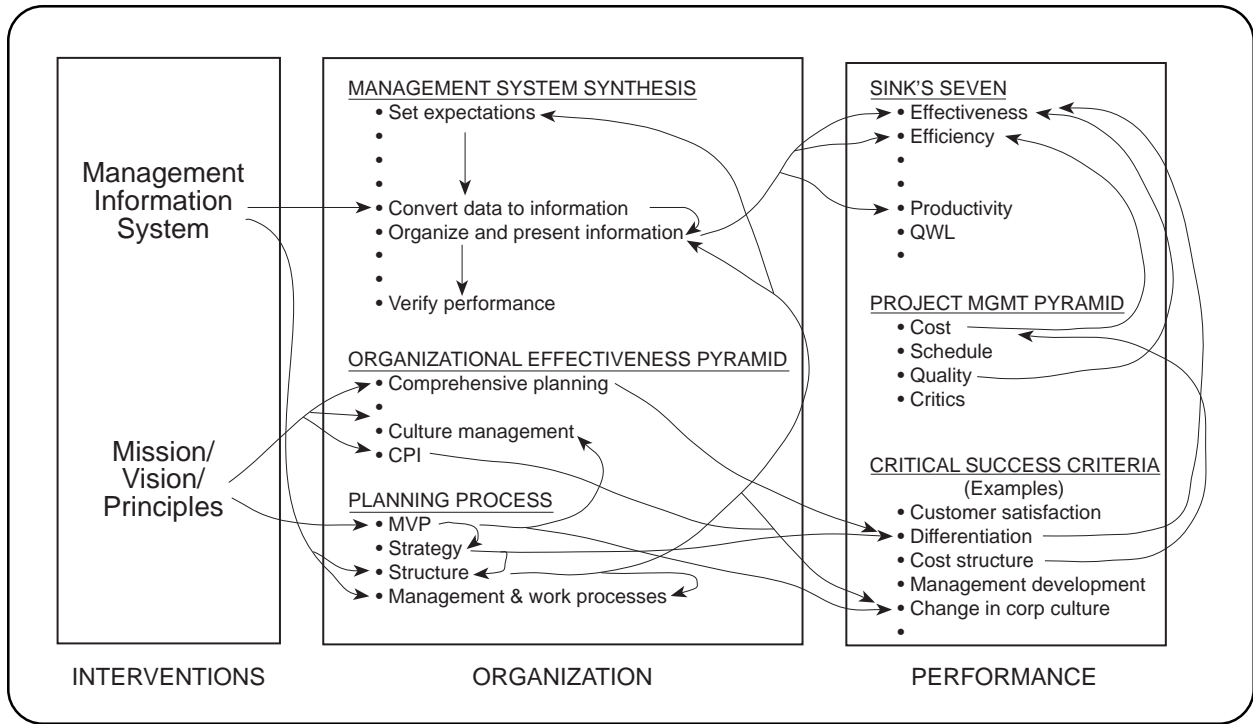 Management
Information
System
Mission/
Vision/
Principles
INTERVENTIONS
MANAGEMENT SYSTEM SYNTHESIS
• Set expectations
•
•
•
• Convert data to information
• Organize and present information
•
•
• Verify performance
ORGANIZATIONAL EFFECTIVENESS PYRAMID
• Comprehensive planning
•
• Culture management
• CPI
PLANNING PROCESS
• MVP
• Strategy
• Structure
• Management & work processes
ORGANIZATION
SINK'S SEVEN
• Effectiveness
• Efficiency
•
•
• Productivity
• QWL
•
PROJECT MGMT PYRAMID
• Cost
• Schedule
• Quality
• Critics
CRITICAL SUCCESS CRITERIA
(Examples)
• Customer satisfaction
• Differentiation
• Cost structure
• Management development
• Change in corp culture
•
PERFORMANCE